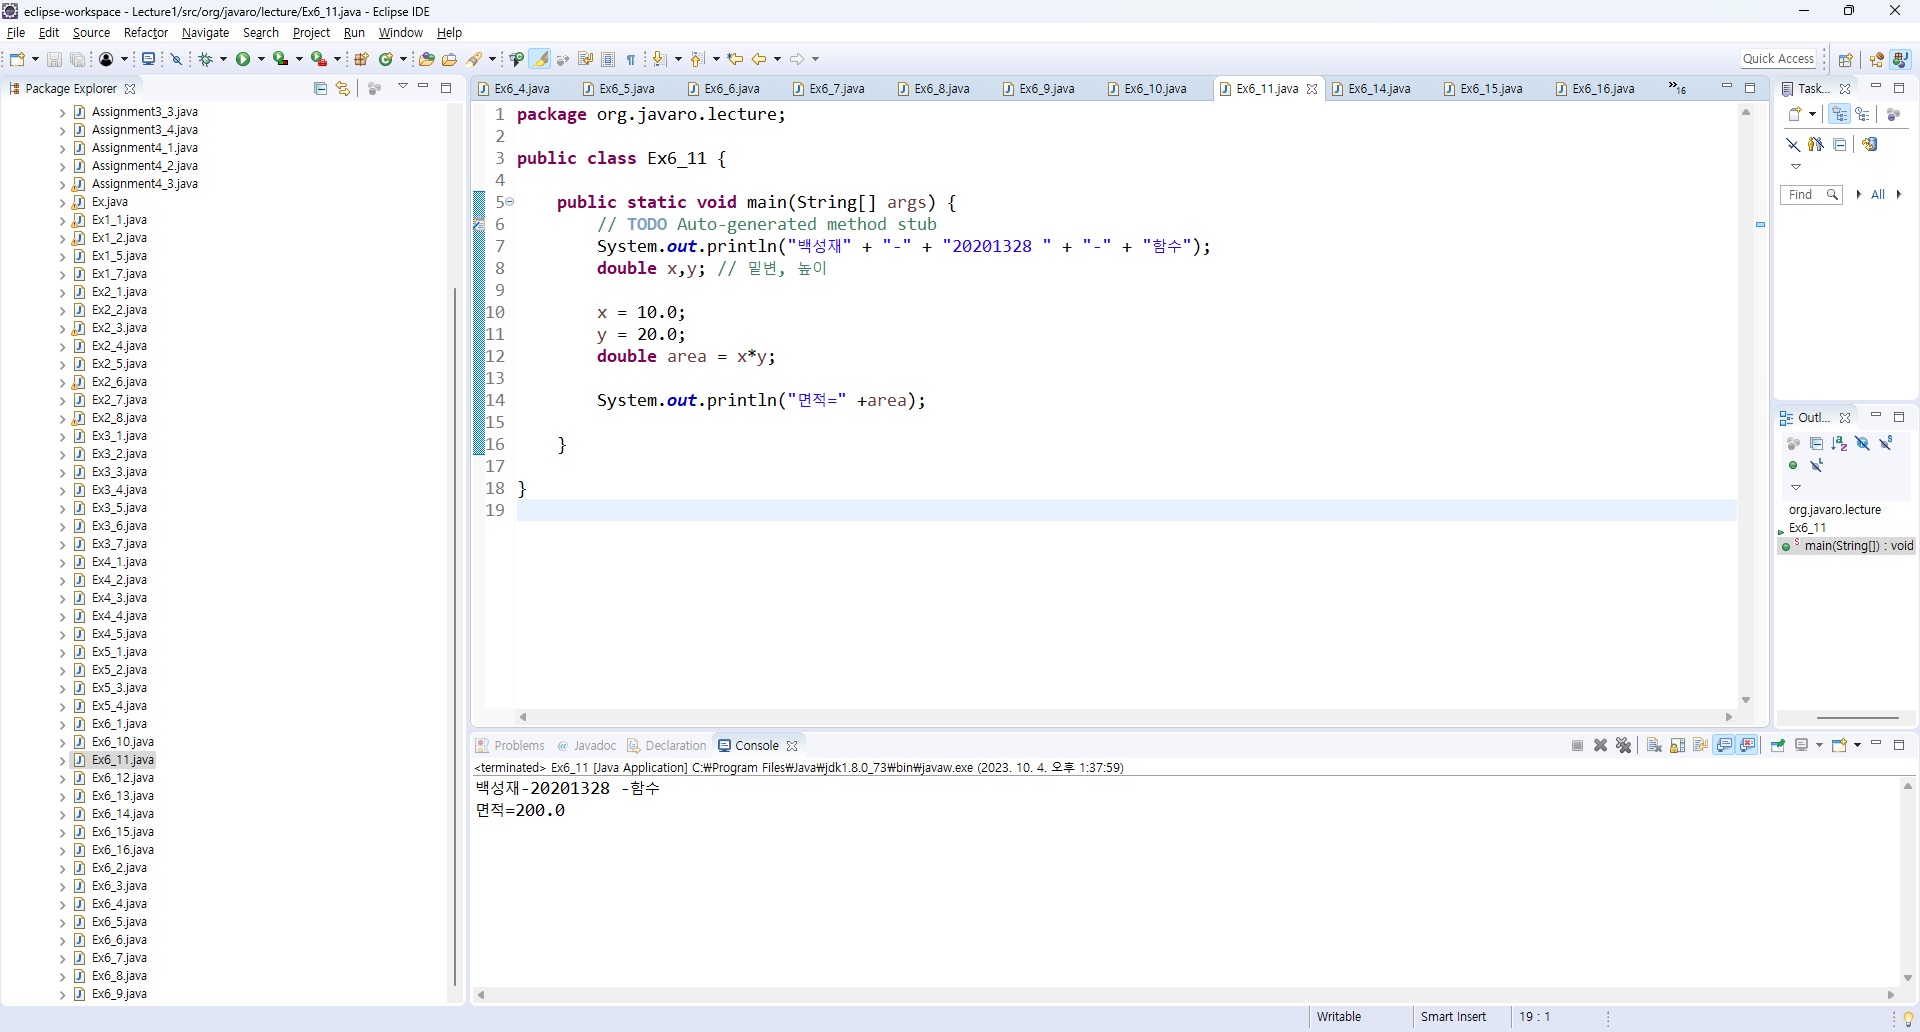 eclipse-workspace - Lecture1/src/org/javaro/lecture/Ex6_11.java - Eclipse IDE
File Edit Source Refactor Navigate Search Project Run Window Help
Quick Access
Package Explorer
Assignment3_3.java
Assignment3_4.java
Assignment4_1.java
Assignment4_2.java
Assignment4_3.java
Ex.java
Ex1_1.java
Ex1_2.java
Ex1_5.java
Ex1_7.java
Ex2_1.java
Ex2_2.java
Ex2_3.java
Ex2_4.java
Ex2_5.java
Ex2_6.java
Ex2_7.java
Ex2_8.java
Ex3_1.java
Ex3_2.java
Ex3_3.java
Ex3_4.java
Ex3_5.java
Ex3_6.java
Ex3_7.java
Ex4_1.java
Ex4_2.java
Ex4_3.java
Ex4_4.java
Ex4_5.java
Ex5_1.java
Ex5_2.java
Ex5_3.java
Ex5_4.java
Ex6_1.java
Ex6_10.java
Ex6_11.java
Ex6_12.java
Ex6_13.java
Ex6_14.java
Ex6_15.java
Ex6_16.java
Ex6_2.java
Ex6_3.java
Ex6_4.java
Ex6_5.java
Ex6_6.java
Ex6_7.java
Ex6_8.java
Ex6_9.java
Ex6_4.java Ex6_5.java Ex6_6.java Ex6_7.java Ex6_8.java Ex6_9.java Ex6_10.java Ex6_11.java Ex6_14.java Ex6_15.java Ex6_16.java »16
1 package org.javaro.lecture;
2
3 public class Ex6_11 {
4
5 public static void main(String[] args) {
6 // TODO Auto-generated method stub
7 System.out.println("백성재" + "-" + "20201328 " + "-" + "함수");
8 double x,y; // 밑변, 높이
9
10 x = 10.0;
11 y = 20.0;
12 double area = x*y;
13
14 System.out.println("면적=" +area);
15
16 }
17
18 }
19
Task...
Find All
Outl...
org.javaro.lecture
Ex6_11
main(String[]) : void
Problems @ Javadoc Declaration Console
<terminated> Ex6_11 [Java Application] C:₩Program Files₩Java₩jdk1.8.0_73₩bin₩javaw.exe (2023. 10. 4. 오후 1:37:59)
백성재-20201328 -함수
면적=200.0
Writable Smart Insert 19 : 1